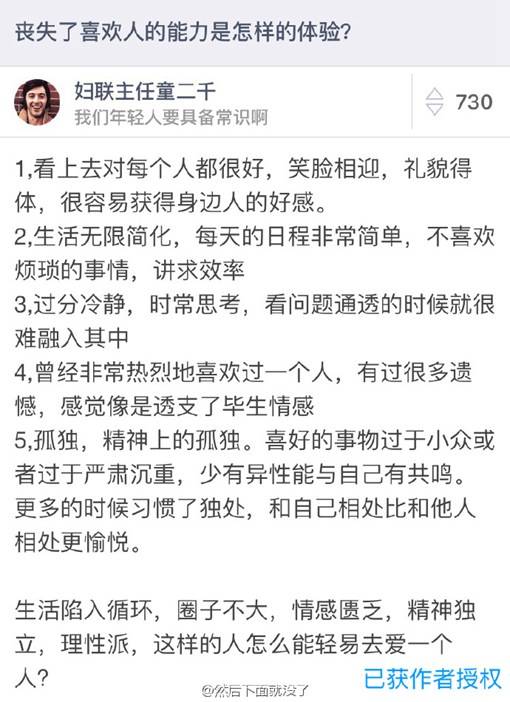 丧失了喜欢人的能力是怎样的体验?
妇联主任童二千
我们年轻人要具备常识啊
730
1,看上去对每个人都很好，笑脸相迎，礼貌得
体，很容易获得身边人的好感。
2,生活无限简化，每天的日程非常简单，不喜欢
烦琐的事情，讲求效率
3,过分冷静，时常思考，看问题通透的时候就很
难融入其中
4,曾经非常热烈地喜欢过一个人，有过很多遗
憾，感觉像是透支了毕生情感
5,孤独，精神上的孤独。喜好的事物过于小众或
者过于严肃沉重，少有异性能与自己有共鸣。
更多的时候习惯了独处，和自己相处比和他人
相处更愉悦。
生活陷入循环，圈子不大，情感匮乏，精神独
立，理性派，这样的人怎么能轻易去爱一个
人?
已获作者授权
@然后下面就没了